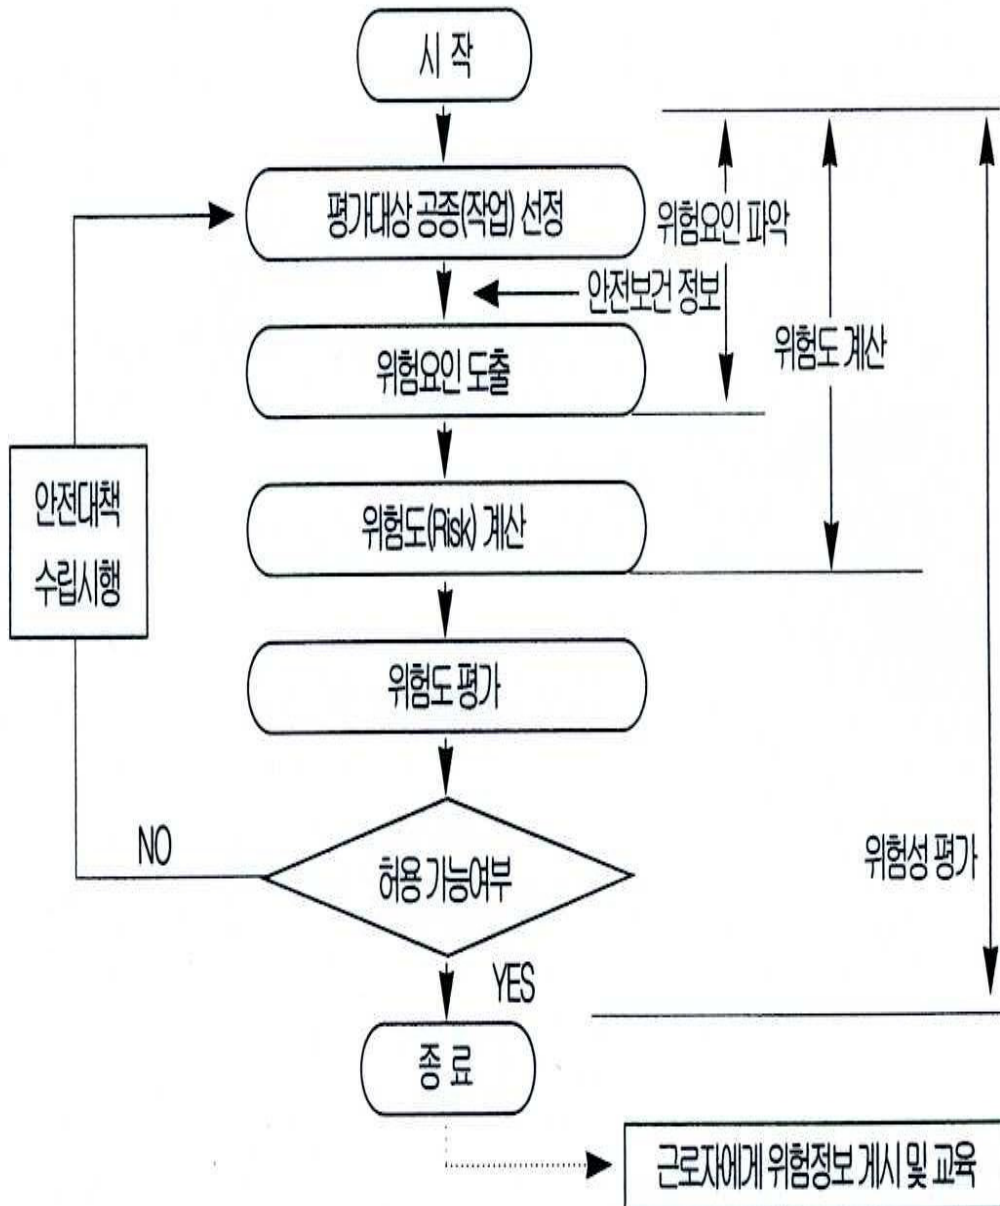 시 작
평가대상 공종(작업) 선정
위험요인 파악
안전보건 정보
위험요인 도출
위험도 계산
안전대책
수립시행
위험도(Risk) 계산
위험도 평가
NO
허용 가능여부
위험성 평가
YES
종 료
근로자에게 위험정보 게시 및 교육